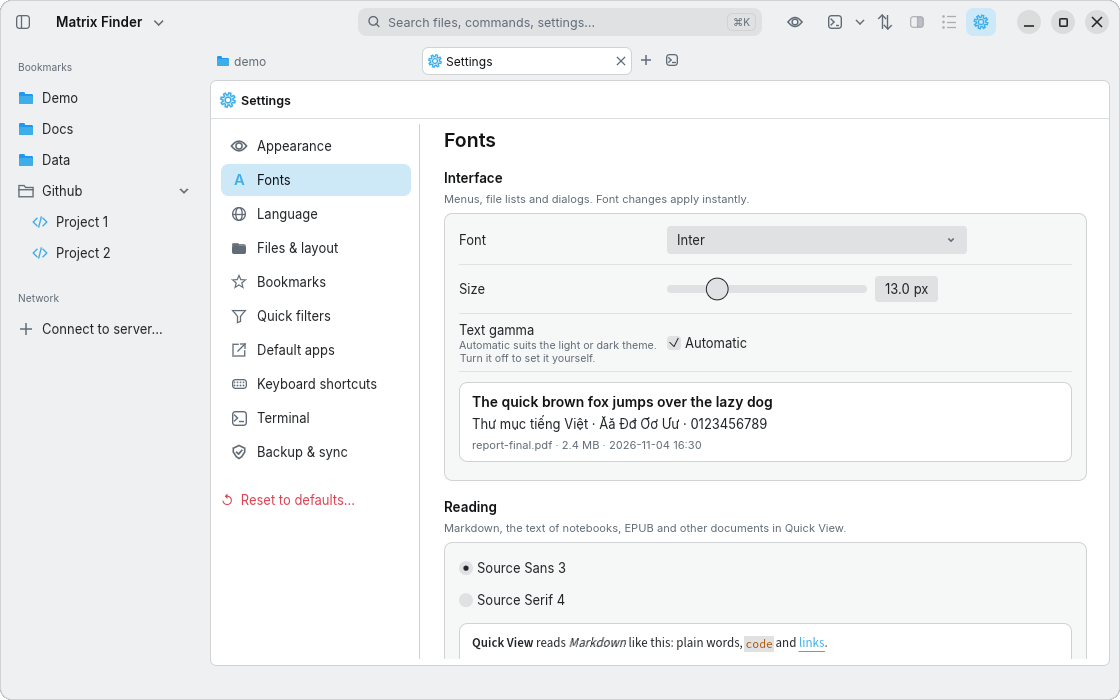 Matrix Finder
Search files, commands, settings...
⌘K
Bookmarks
Demo
Docs
Data
Github
Project 1
Project 2
Network
Connect to server...
demo
Settings
Settings
Appearance
Fonts
Language
Files & layout
Bookmarks
Quick filters
Default apps
Keyboard shortcuts
Terminal
Backup & sync
Reset to defaults...
Fonts
Interface
Menus, file lists and dialogs. Font changes apply instantly.
Font
Inter
Size
13.0 px
Text gamma
Automatic suits the light or dark theme.
Turn it off to set it yourself.
Automatic
The quick brown fox jumps over the lazy dog
Thư mục tiếng Việt · Ăă Đđ Ơơ Ưư · 0123456789
report-final.pdf · 2.4 MB · 2026-11-04 16:30
Reading
Markdown, the text of notebooks, EPUB and other documents in Quick View.
Source Sans 3
Source Serif 4
Quick View reads Markdown like this: plain words, code and links.